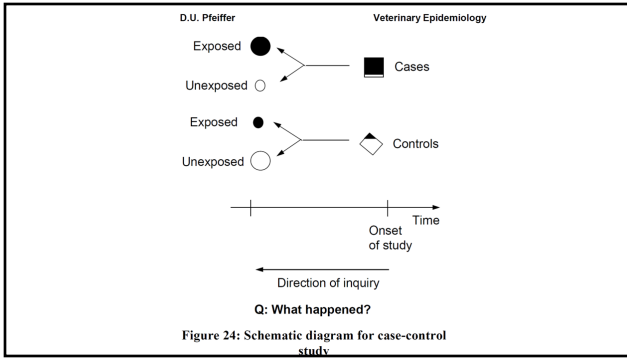 D.U. Pfeiffer Veterinary Epidemiology
Exposed
Cases
Unexposed
Exposed
Controls
Unexposed
Time
Onset
of study
Direction of inquiry
Q: What happened?
Figure 24: Schematic diagram for case-control
study